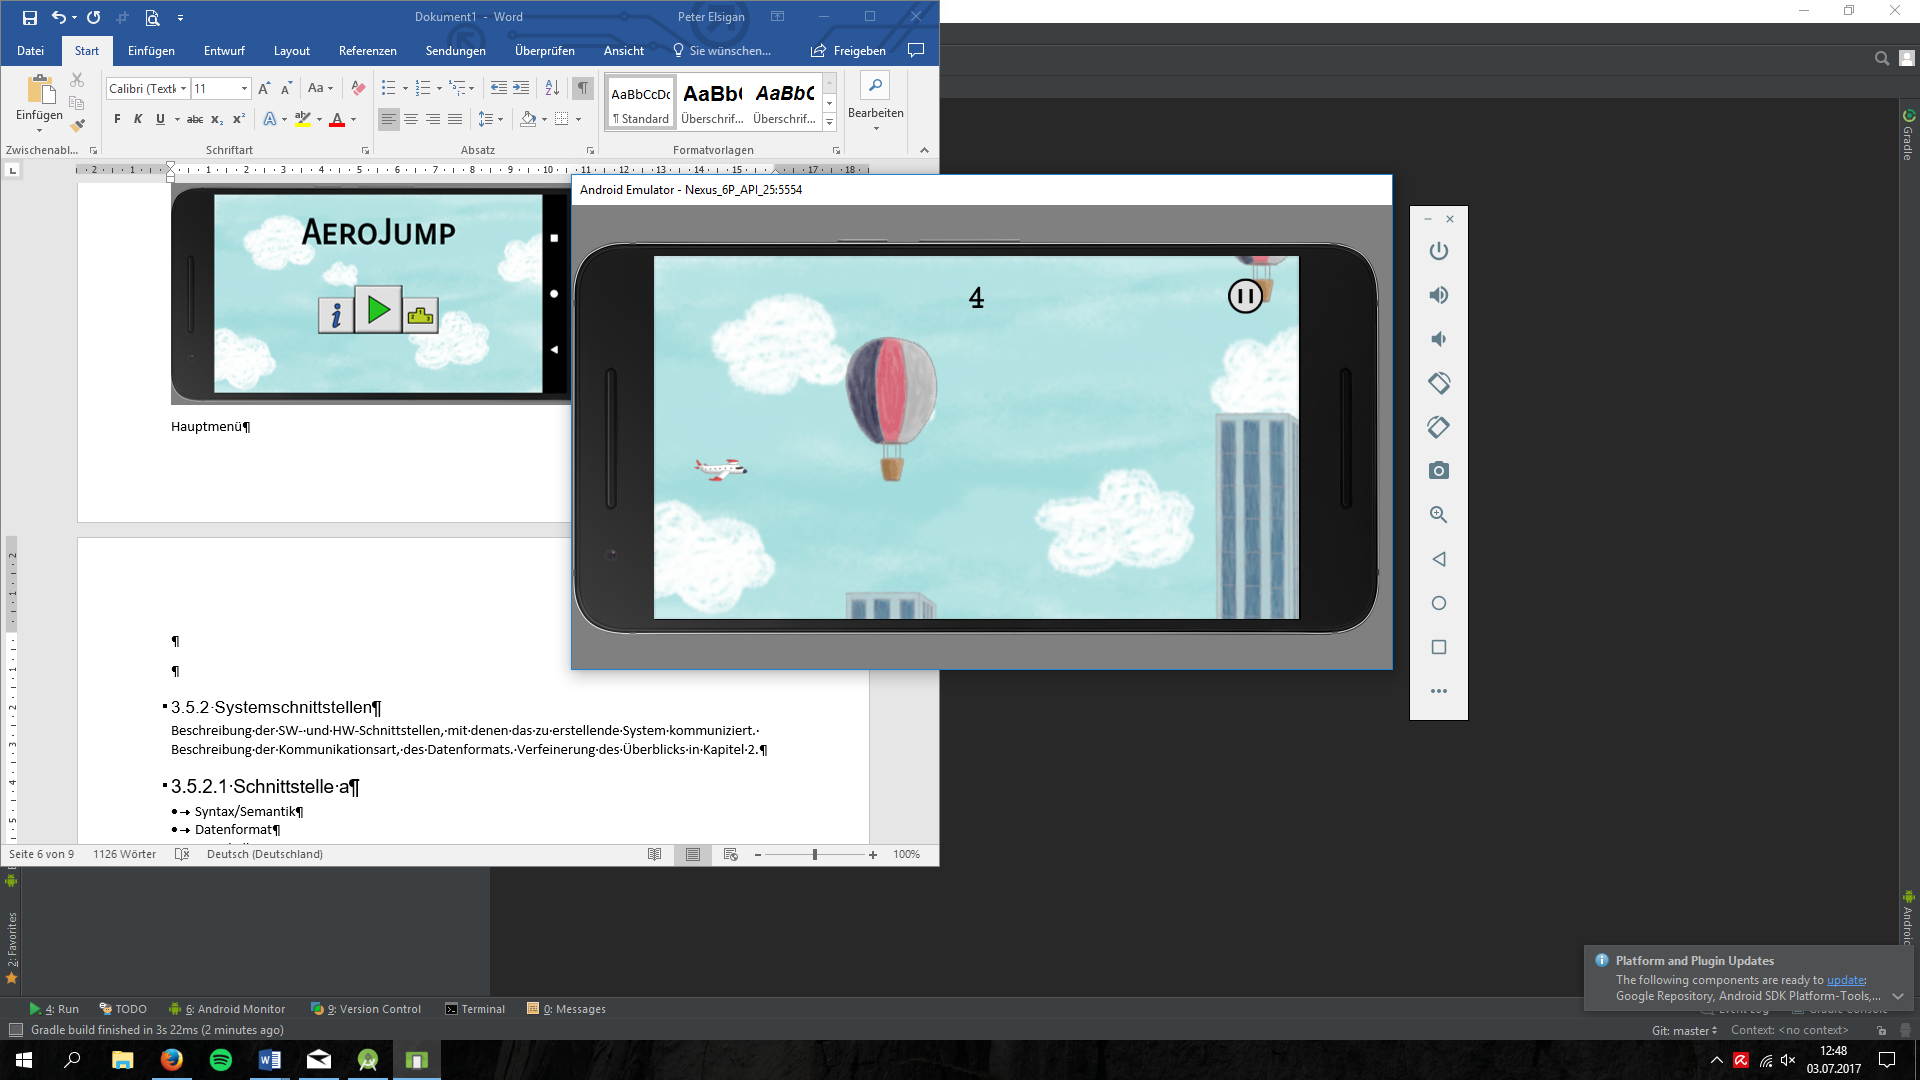 Dokument1 - Word
Peter Elsigan
Datei Start Einfügen Entwurf Layout Referenzen Sendungen Überprüfen Ansicht Sie wünschen... Freigeben
Einfügen
Calibri (Textk 11
Aa
F K U abc x₂ x²
AaBbCcDc AaBb( AaBbC
¶ Standard Überschrif... Überschrif...
Bearbeiten
Zwischenabl... Schriftart Absatz Formatvorlagen
AEROJUMP
Hauptmenü¶
¶
¶
3.5.2·Systemschnittstellen¶
Beschreibung·der·SW-·und·HW-Schnittstellen,·mit·denen·das·zu·erstellende·System·kommuniziert.·
Beschreibung·der·Kommunikationsart,·des·Datenformats.·Verfeinerung·des·Überblicks·in·Kapitel·2.¶
3.5.2.1·Schnittstelle·a¶
Syntax/Semantik¶
Datenformat¶
Seite 6 von 9 1126 Wörter Deutsch (Deutschland) 100%
Android Emulator - Nexus_6P_API_25:5554
4
Gradle
2: Favorites
Platform and Plugin Updates
The following components are ready to update:
Google Repository, Android SDK Platform-Tools,...
4: Run TODO 6: Android Monitor 9: Version Control Terminal 0: Messages
Gradle build finished in 3s 22ms (2 minutes ago)
Git: master Context: <no context>
12:48
03.07.2017